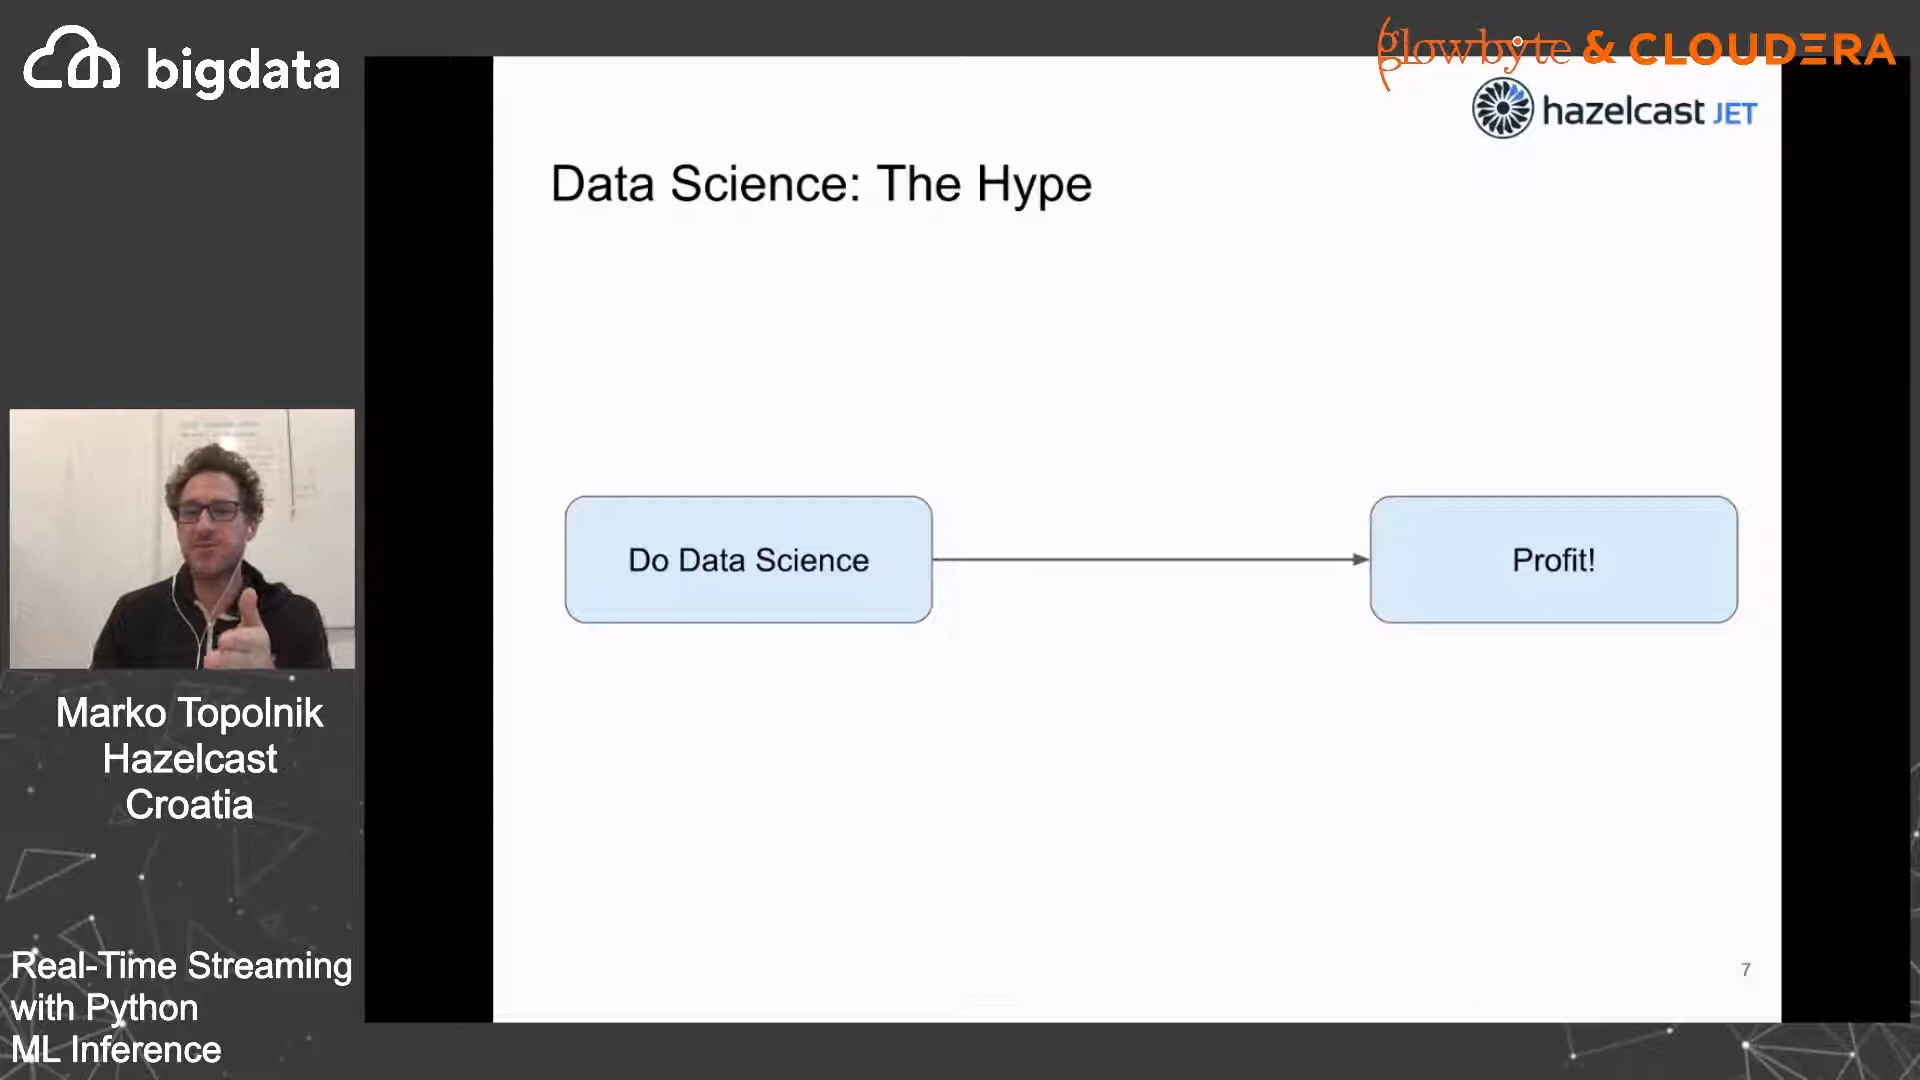 bigdata
glowbyte & CLOUDERA
hazelcast JET
Data Science: The Hype
Do Data Science
Profit!
Marko Topolnik
Hazelcast
Croatia
Real-Time Streaming
with Python
ML Inference
7